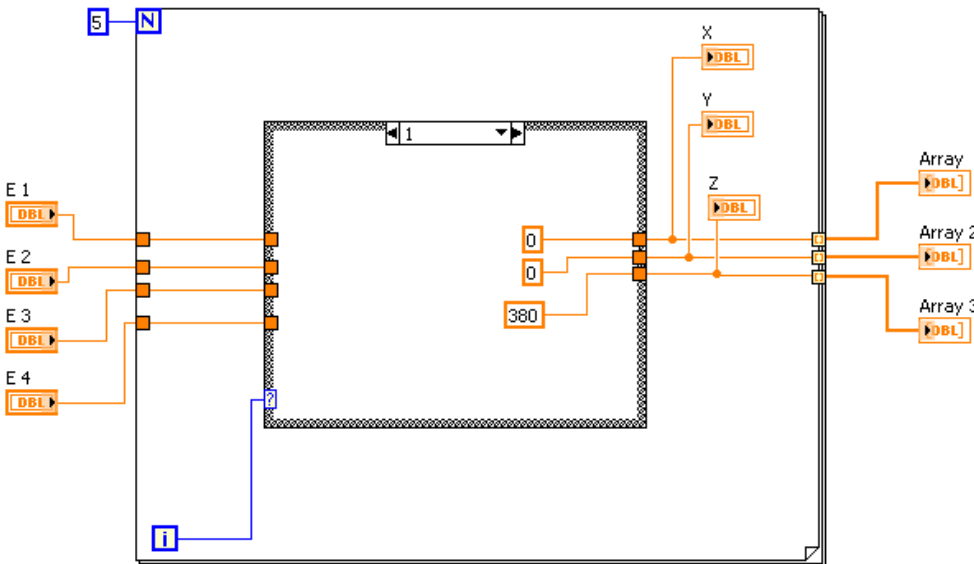 5
N
X
DBL
Y
DBL
1
Z
DBL
E 1
DBL
E 2
DBL
E 3
DBL
E 4
DBL
0
0
380
?
i
Array
[DBL]
Array 2
[DBL]
Array 3
[DBL]